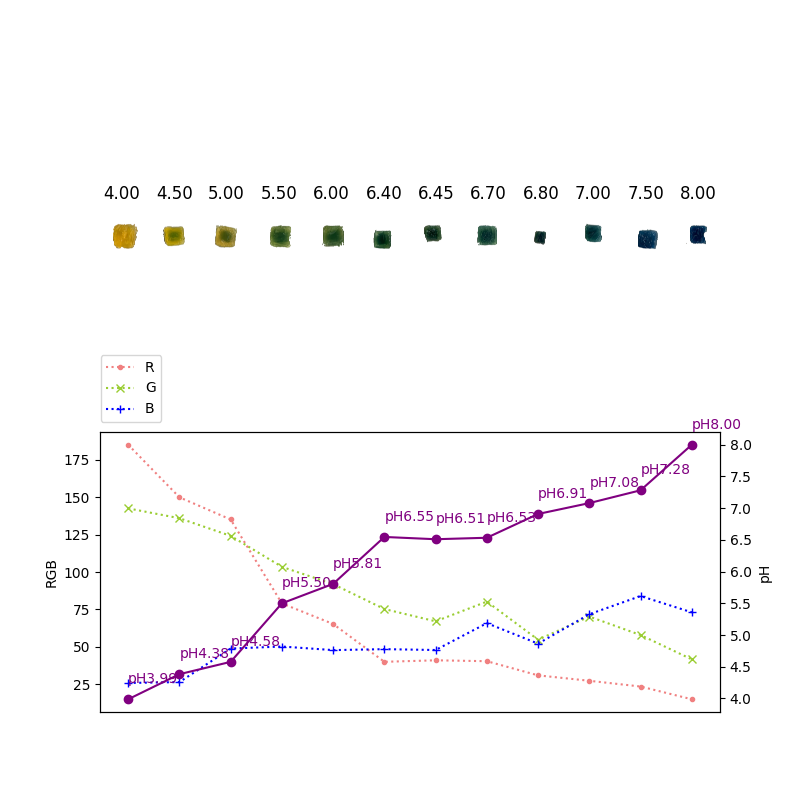 4.00 4.50 5.00 5.50 6.00 6.40 6.45 6.70 6.80 7.00 7.50 8.00
R
G
B
pH8.00
175 8.0
pH7.28 7.5
150 pH7.08
pH6.91 7.0
125 pH6.55 pH6.51 pH6.53 6.5
100 pH5.81 6.0
RGB pH
75 pH5.50 5.5
50 pH4.58 5.0
pH4.38 4.5
25 pH3.99 4.0